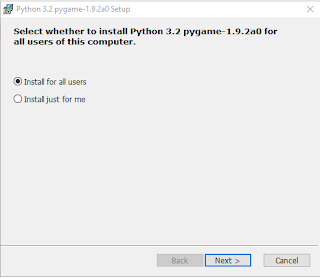 Python 3.2 pygame-1.9.2a0 Setup
Select whether to install Python 3.2 pygame-1.9.2a0 for
all users of this computer.
Install for all users
Install just for me
Back
Next >
Cancel